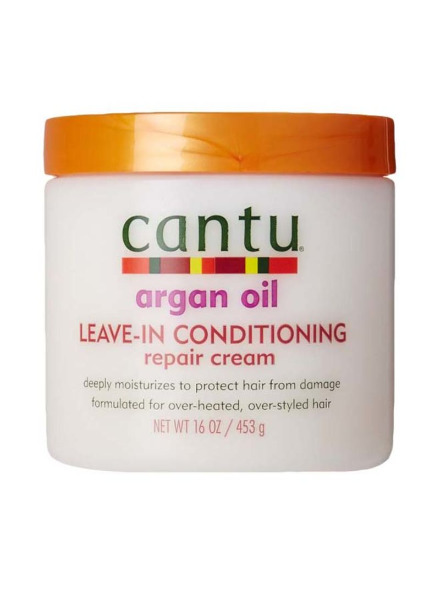 cantu®
argan oil
LEAVE-IN CONDITIONING
repair cream
deeply moisturizes to protect hair from damage
formulated for over-heated, over-styled hair
NET WT 16 OZ / 453 g